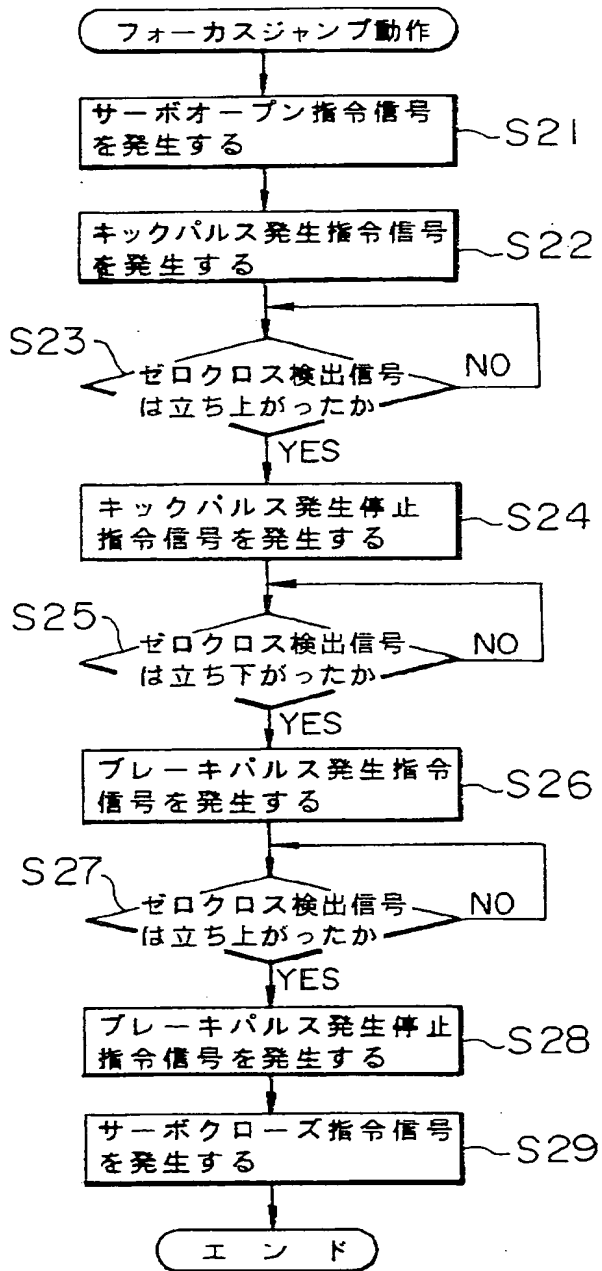 フォーカスジャンプ動作
サーボオープン指令信号
を発生する
S21
キックパルス発生指令信号
を発生する
S22
S23
ゼロクロス検出信号
は立ち上がったか
NO
YES
キックパルス発生停止
指令信号を発生する
S24
S25
ゼロクロス検出信号
は立ち下がったか
NO
YES
ブレーキパルス発生指令
信号を発生する
S26
S27
ゼロクロス検出信号
は立ち上がったか
NO
YES
ブレーキパルス発生停止
指令信号を発生する
S28
サーボクローズ指令信号
を発生する
S29
エンド